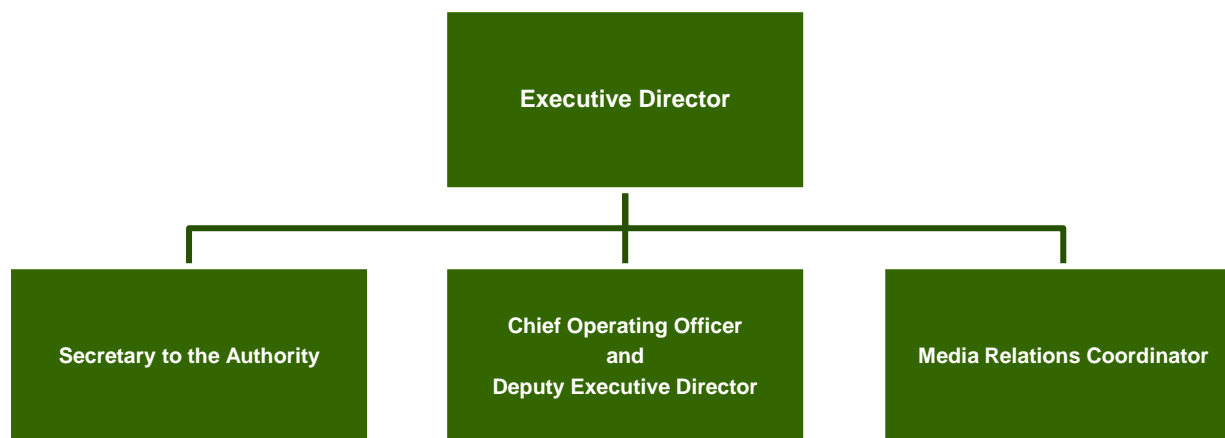 Executive Director
Secretary to the Authority
Chief Operating Officer
and
Deputy Executive Director
Media Relations Coordinator